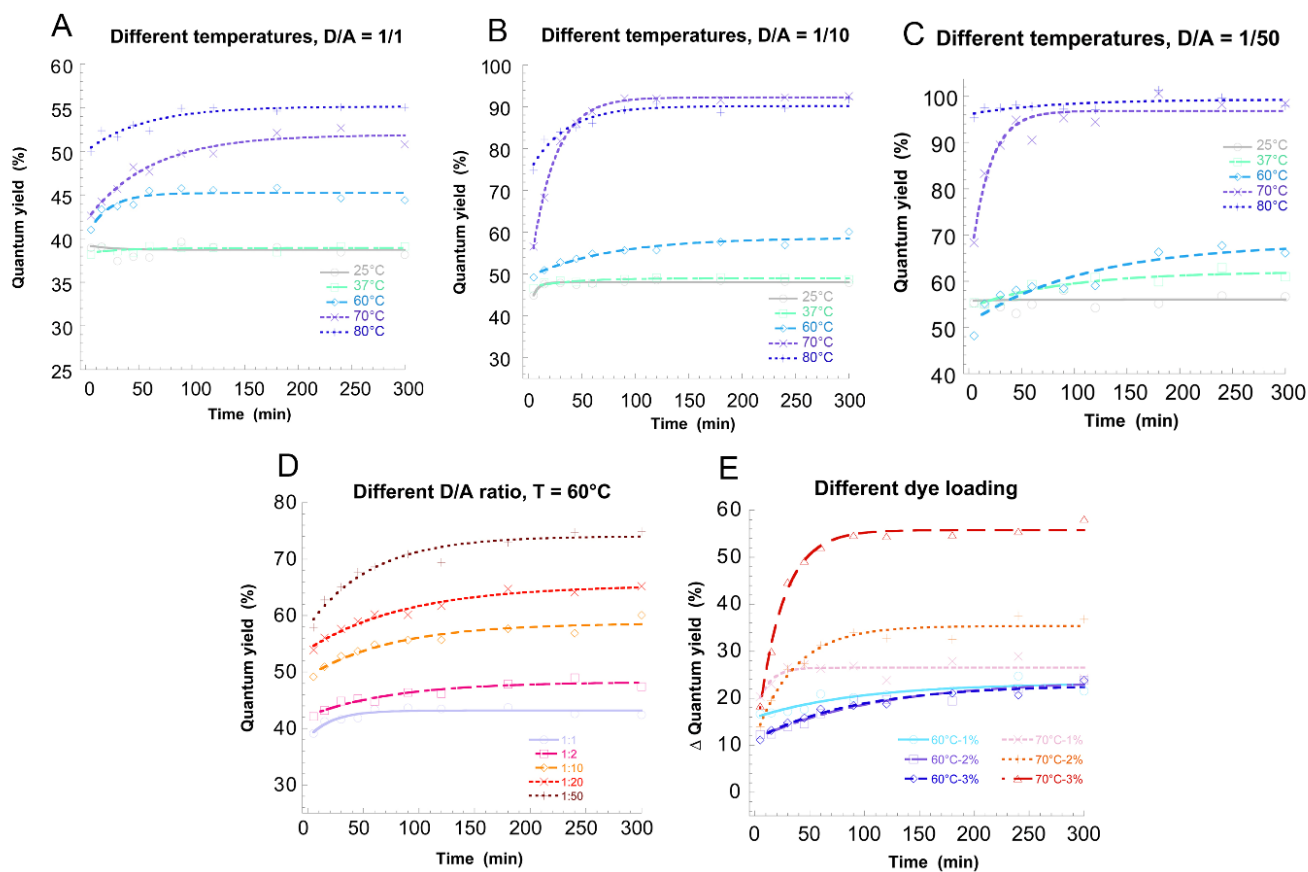 A
Different temperatures, D/A = 1/1
Quantum yield (%)
60
55
50
45
40
35
30
25
0
50
100
150
200
250
300
Time (min)
25°C
37°C
60°C
70°C
80°C
B
Different temperatures, D/A = 1/10
Quantum yield (%)
100
90
80
70
60
50
40
30
0
50
100
150
200
250
300
Time (min)
25°C
37°C
60°C
70°C
80°C
C
Different temperatures, D/A = 1/50
Quantum yield (%)
100
90
80
70
60
50
40
0
50
100
150
200
250
300
Time (min)
25°C
37°C
60°C
70°C
80°C
D
Different D/A ratio, T = 60°C
Quantum yield (%)
80
70
60
50
40
30
0
50
100
150
200
250
300
Time (min)
1:1
1:2
1:10
1:20
1:50
E
Different dye loading
Δ Quantum yield (%)
60
50
40
30
20
10
0
0
50
100
150
200
250
300
Time (min)
60°C-1%
60°C-2%
60°C-3%
70°C-1%
70°C-2%
70°C-3%